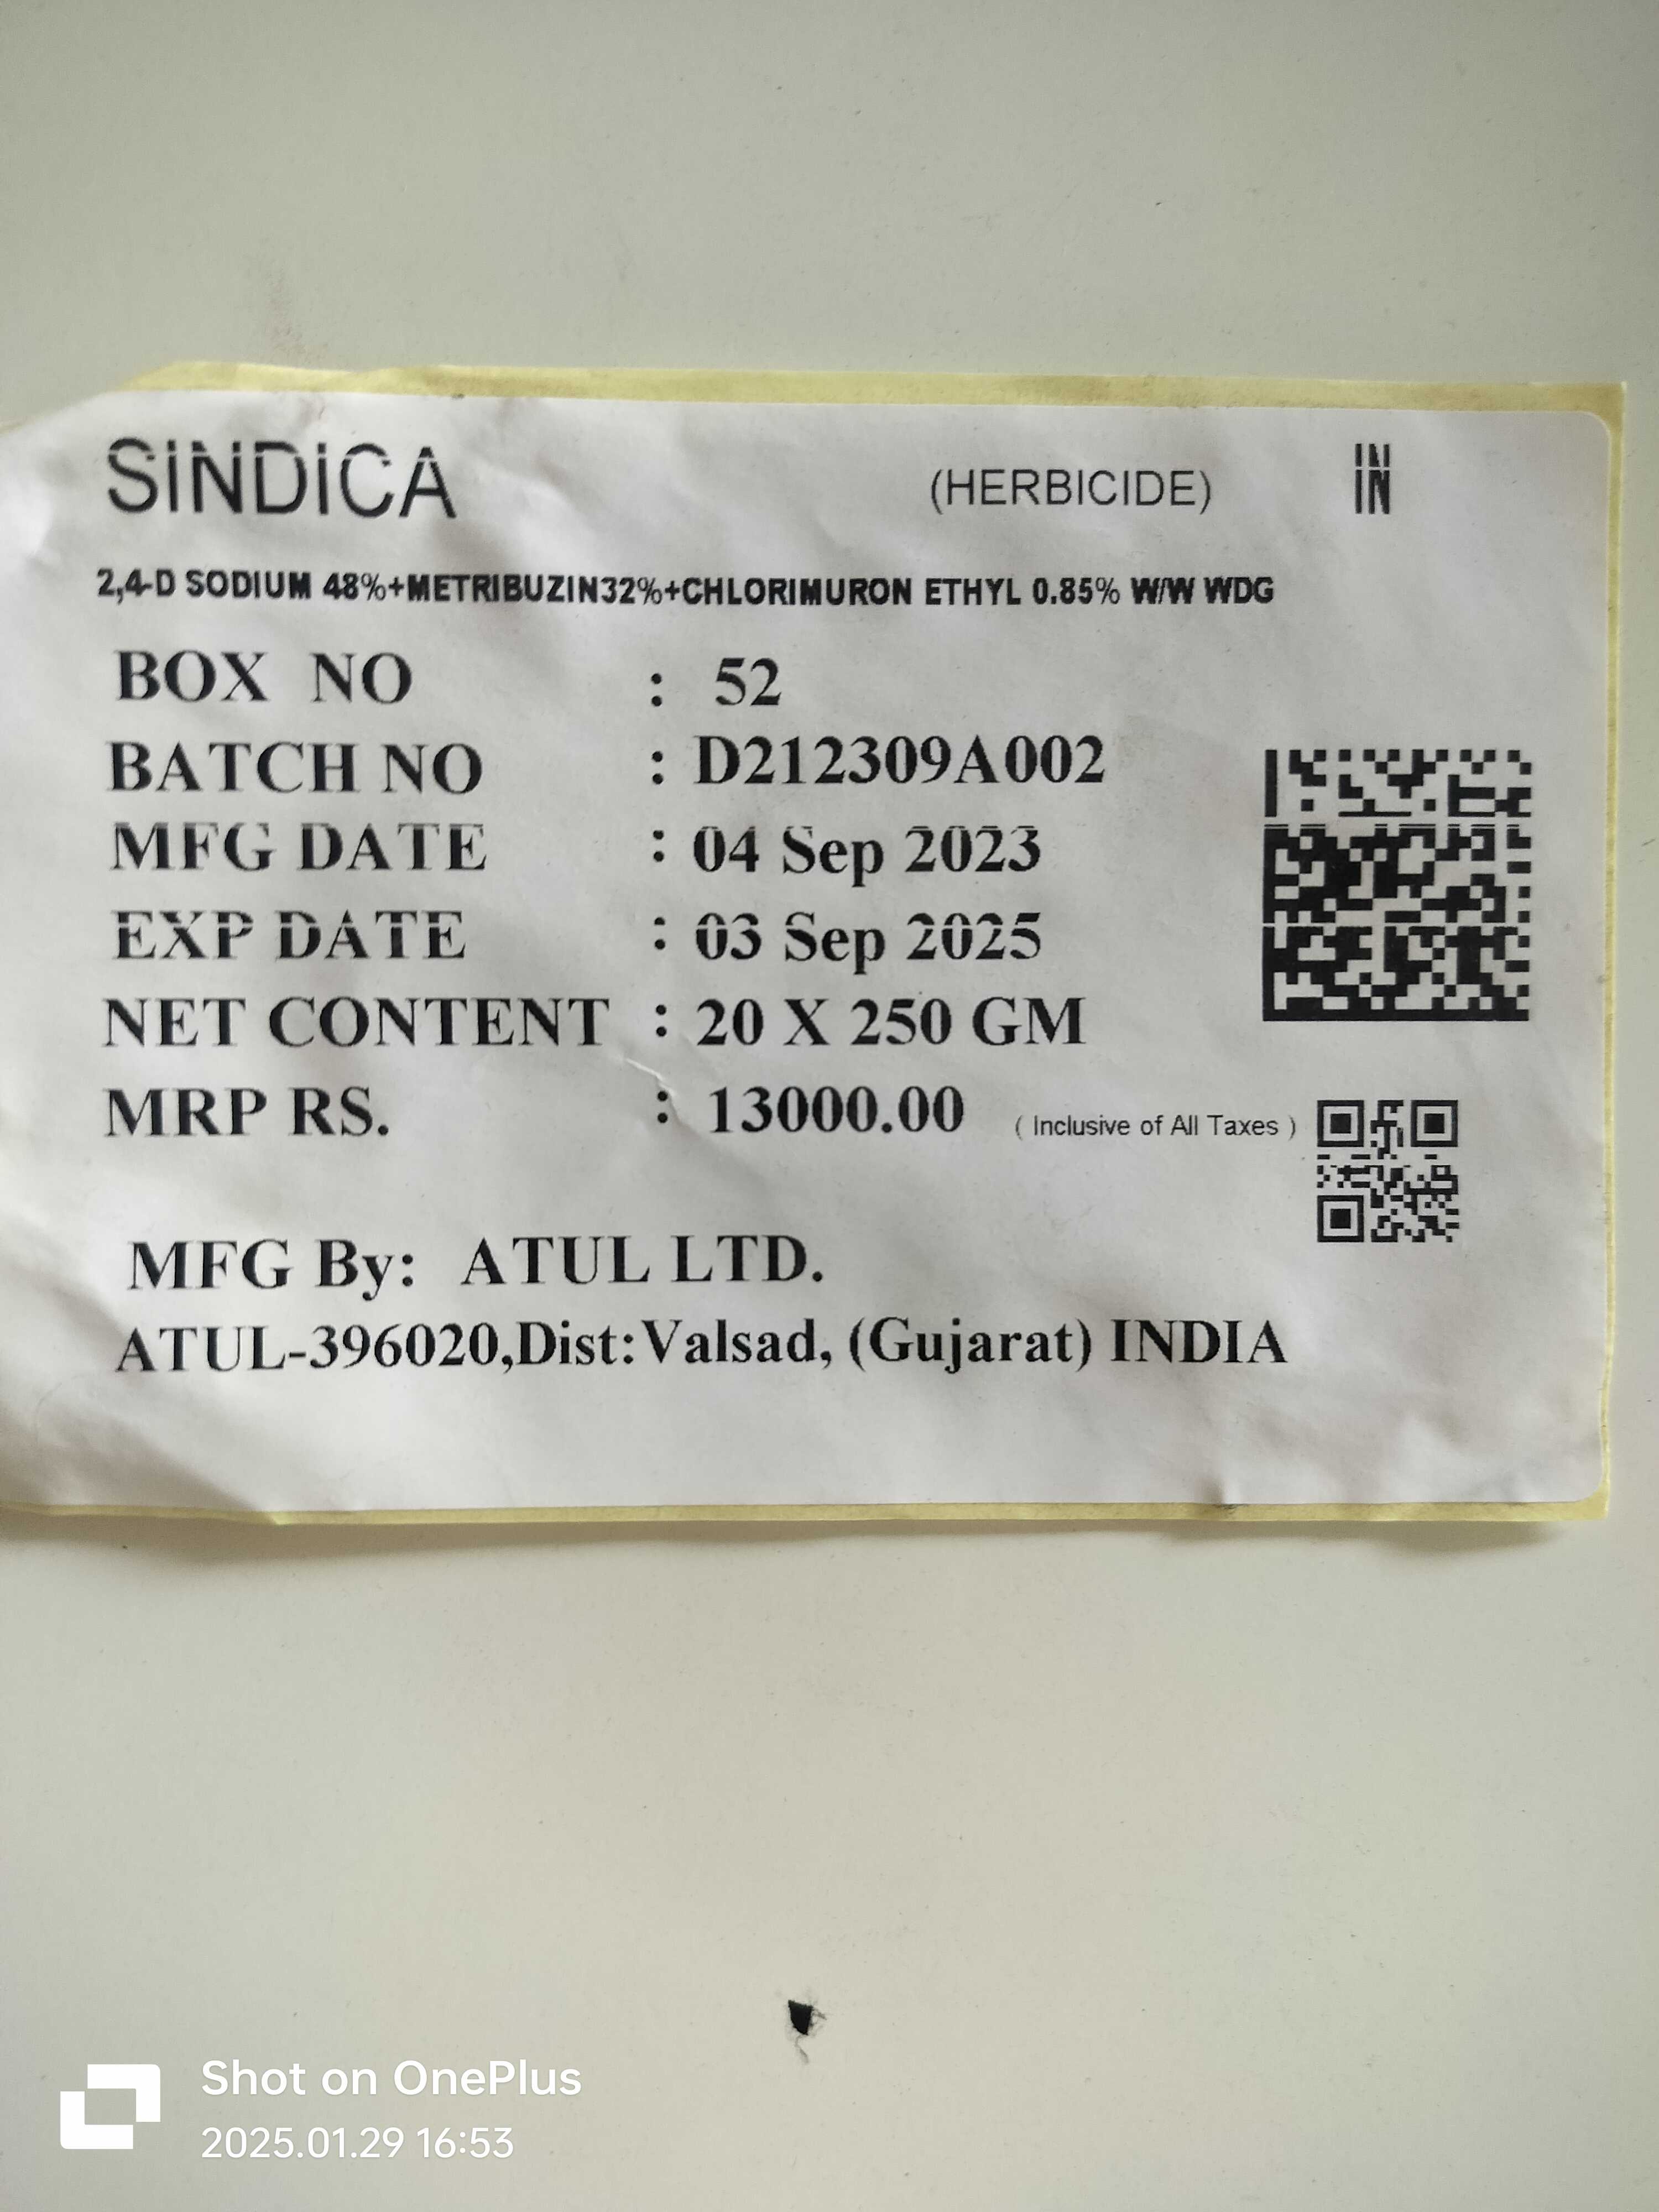 SiNDiCA (HERBICIDE) IN
2,4-D SODIUM 48%+METRIBUZIN32%+CHLORIMURON ETHYL 0.85% W/W WDG
BOX NO : 52
BATCH NO : D212309A002
MFG DATE : 04 Sep 2023
EXP DATE : 03 Sep 2025
NET CONTENT : 20 X 250 GM
MRP RS. : 13000.00 ( Inclusive of All Taxes )
MFG By: ATUL LTD.
ATUL-396020,Dist:Valsad, (Gujarat) INDIA
Shot on OnePlus
2025.01.29 16:53